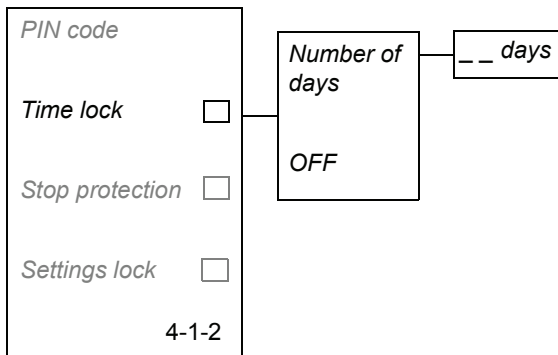 PIN code
Time lock
Stop protection
Settings lock
4-1-2
Number of
days
OFF
_ _ days